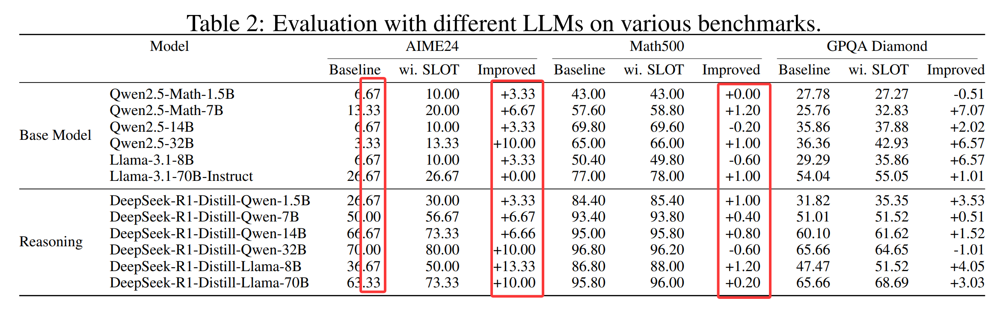 Table 2: Evaluation with different LLMs on various benchmarks.
Model AIME24 Math500 GPQA Diamond
Baseline wi. SLOT Improved Baseline wi. SLOT Improved Baseline wi. SLOT Improved
Qwen2.5-Math-1.5B 6.67 10.00 +3.33 43.00 43.00 +0.00 27.78 27.27 -0.51
Qwen2.5-Math-7B 13.33 20.00 +6.67 57.60 58.80 +1.20 25.76 32.83 +7.07
Qwen2.5-14B 6.67 10.00 +3.33 69.80 69.60 -0.20 35.86 37.88 +2.02
Base Model
Qwen2.5-32B 3.33 13.33 +10.00 65.00 66.00 +1.00 36.36 42.93 +6.57
Llama-3.1-8B 6.67 10.00 +3.33 50.40 49.80 -0.60 29.29 35.86 +6.57
Llama-3.1-70B-Instruct 26.67 26.67 +0.00 77.00 78.00 +1.00 54.04 55.05 +1.01
DeepSeek-R1-Distill-Qwen-1.5B 26.67 30.00 +3.33 84.40 85.40 +1.00 31.82 35.35 +3.53
DeepSeek-R1-Distill-Qwen-7B 50.00 56.67 +6.67 93.40 93.80 +0.40 51.01 51.52 +0.51
DeepSeek-R1-Distill-Qwen-14B 66.67 73.33 +6.66 95.00 95.80 +0.80 60.10 61.62 +1.52
Reasoning
DeepSeek-R1-Distill-Qwen-32B 70.00 80.00 +10.00 96.80 96.20 -0.60 65.66 64.65 -1.01
DeepSeek-R1-Distill-Llama-8B 36.67 50.00 +13.33 86.80 88.00 +1.20 47.47 51.52 +4.05
DeepSeek-R1-Distill-Llama-70B 63.33 73.33 +10.00 95.80 96.00 +0.20 65.66 68.69 +3.03